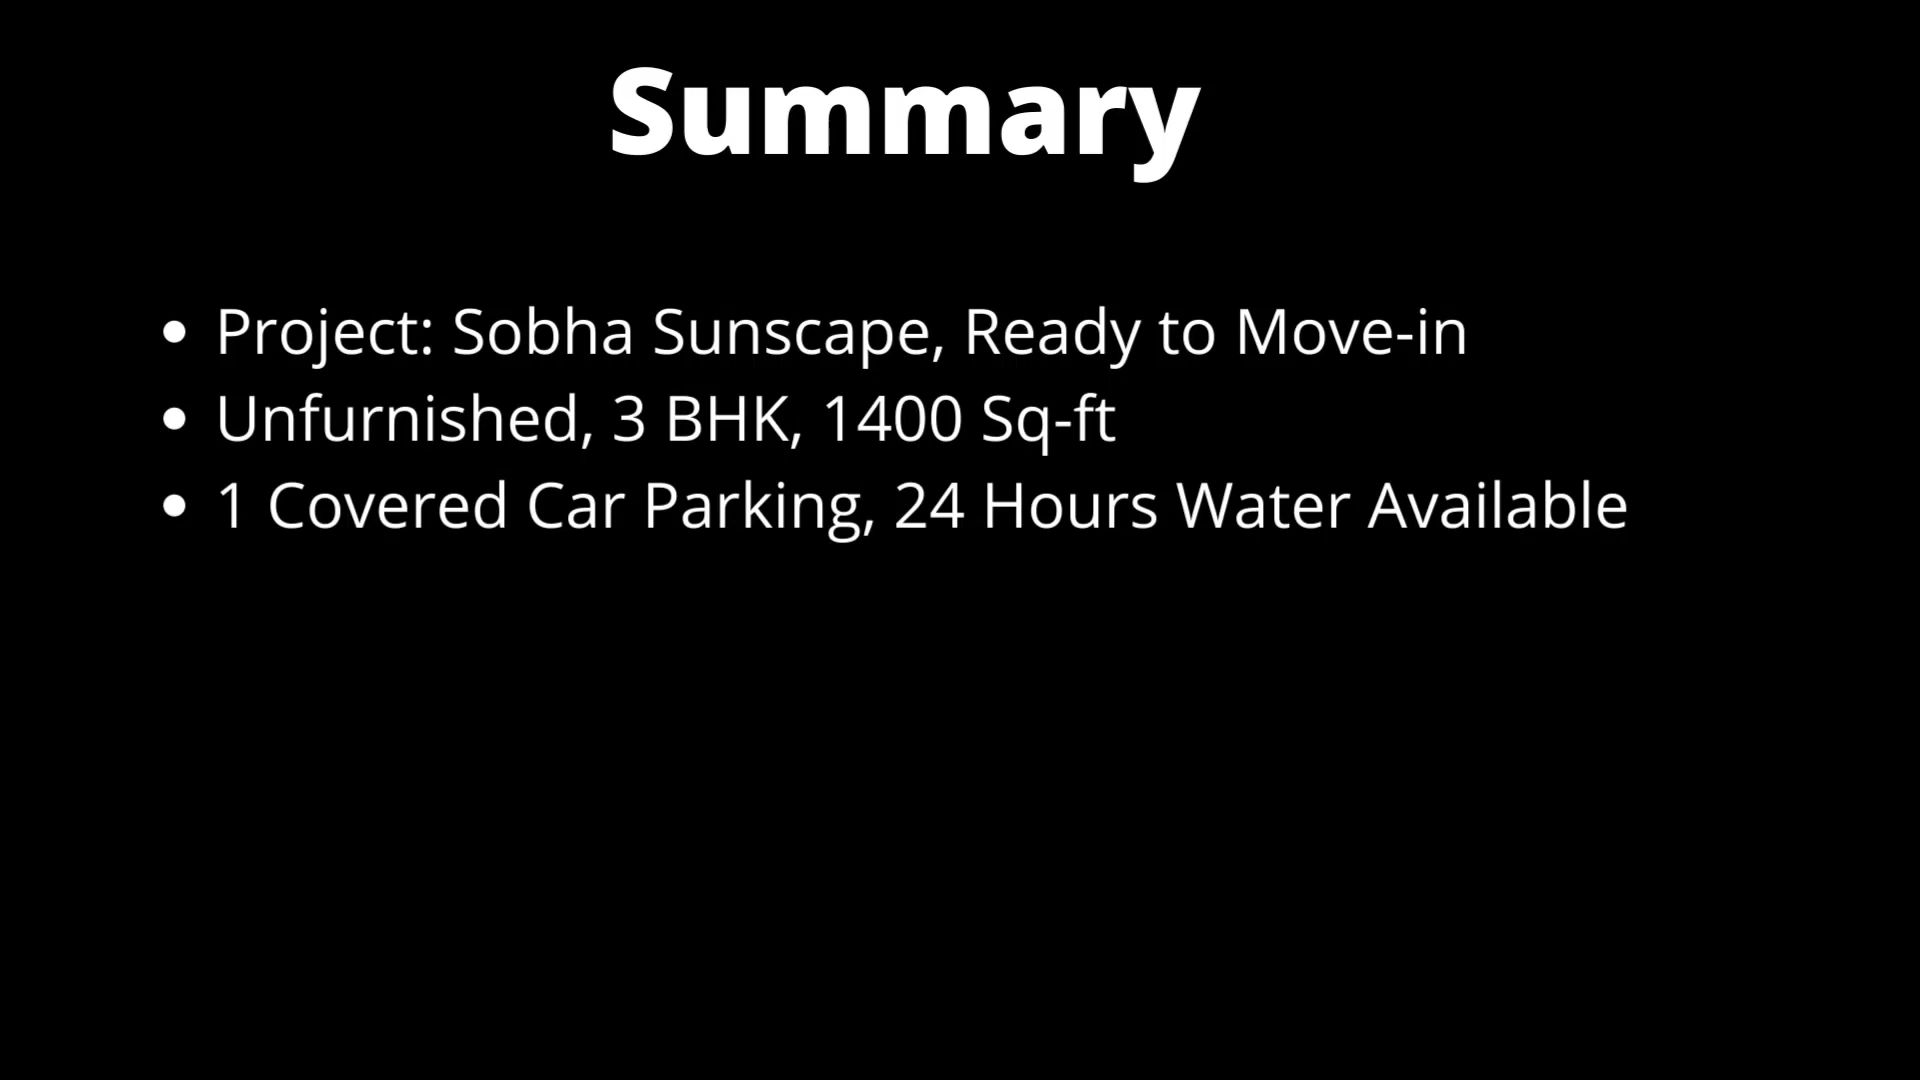 Summary
• Project: Sobha Sunscape, Ready to Move-in
• Unfurnished, 3 BHK, 1400 Sq-ft
• 1 Covered Car Parking, 24 Hours Water Available